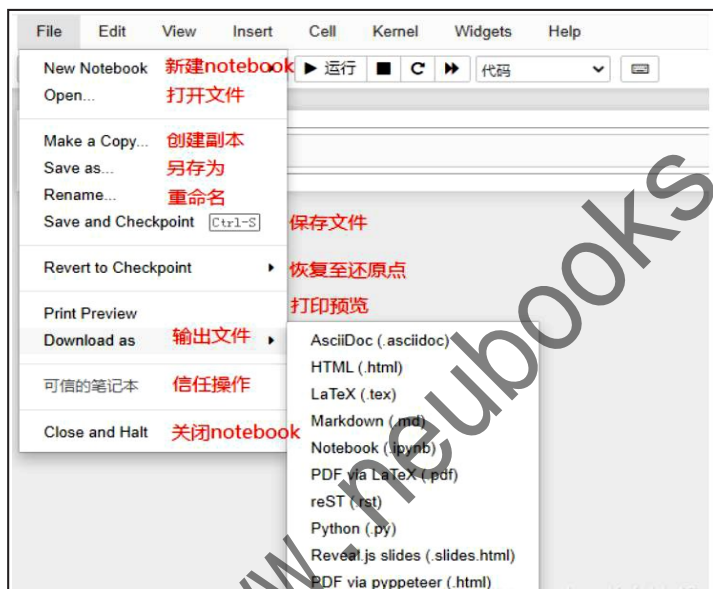 File Edit View Insert Cell Kernel Widgets Help
New Notebook 新建notebook 运行 代码
Open... 打开文件
Make a Copy... 创建副本
Save as... 另存为
Rename... 重命名
Save and Checkpoint Ctrl-S 保存文件
Revert to Checkpoint 恢复至还原点
Print Preview 打印预览
Download as 输出文件
AsciiDoc (.asciidoc)
HTML (.html)
LaTeX (.tex)
可信的笔记本 信任操作
Markdown (.md)
Close and Halt 关闭notebook
Notebook (.ipynb)
PDF via LaTeX (.pdf)
reST (.rst)
Python (.py)
Reveal.js slides (.slides.html)
PDF via pyppeteer (.html)
www.neubooks